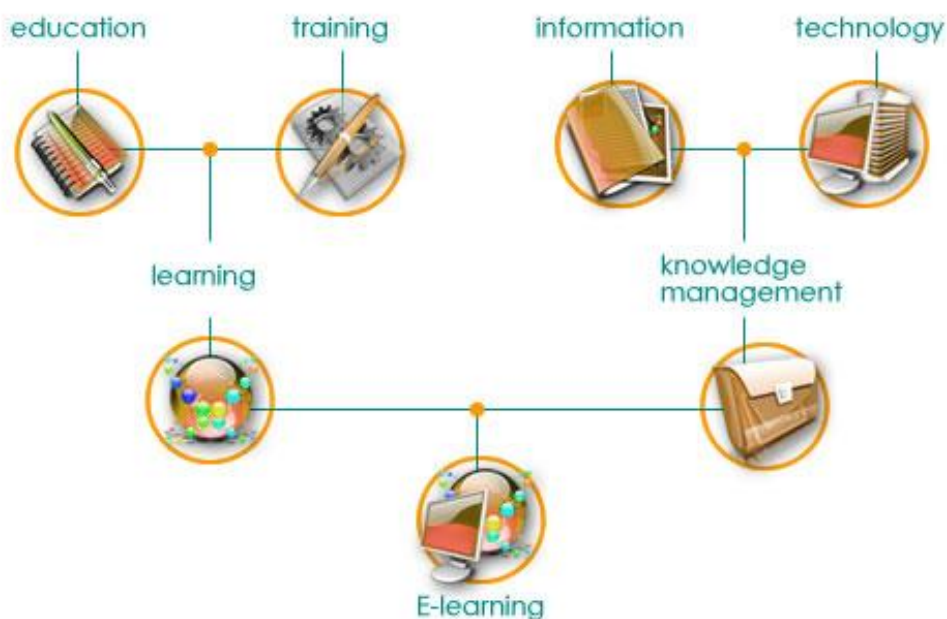 education
training
information
technology
learning
knowledge
management
E-learning